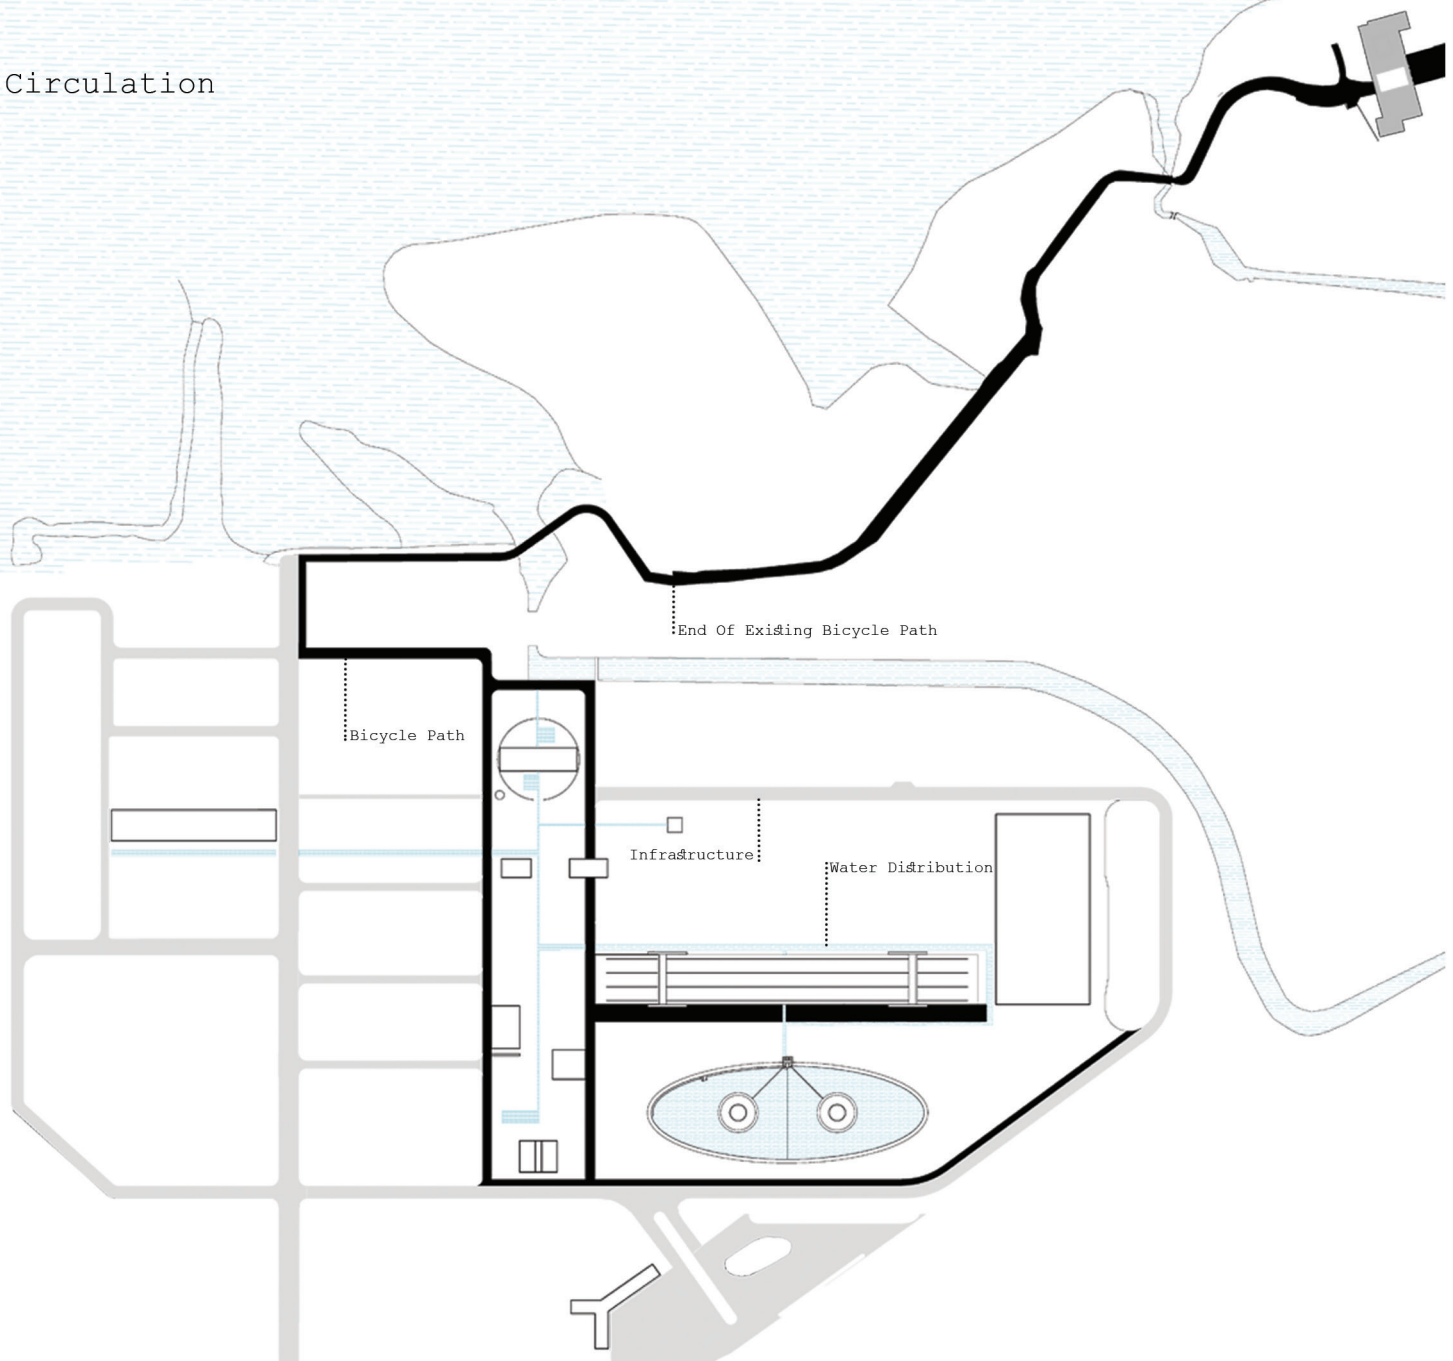 Circulation
End Of Existing Bicycle Path
Bicycle Path
Infrastructure
Water Distribution